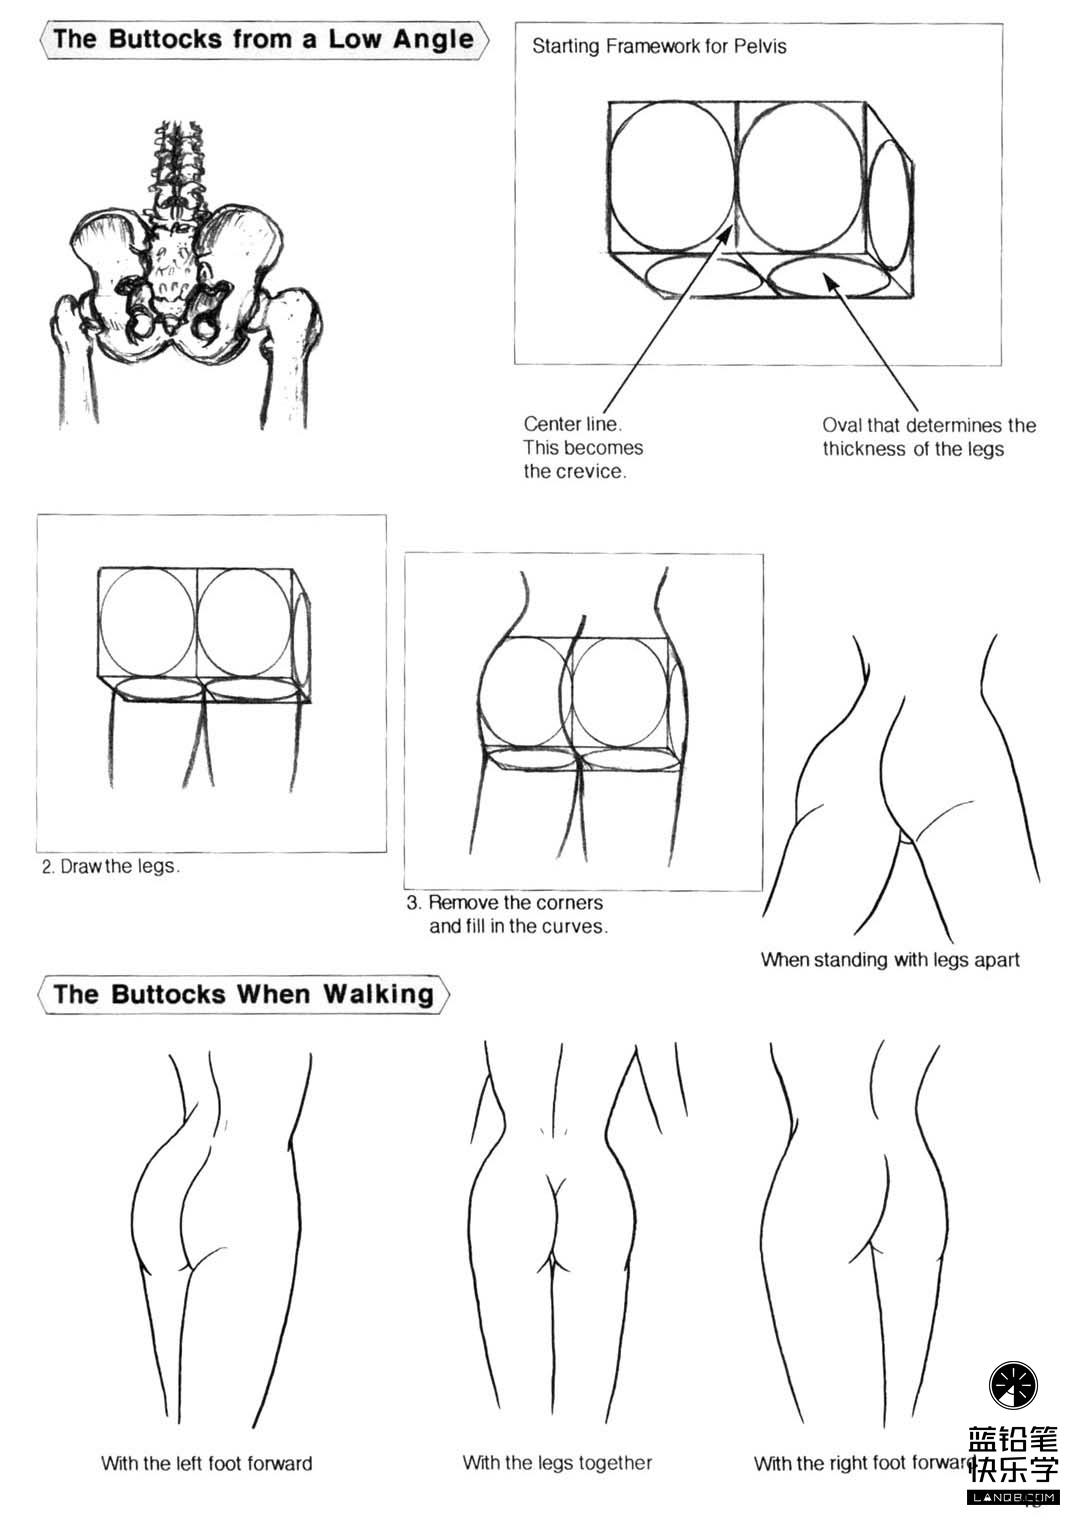 The Buttocks from a Low Angle
Starting Framework for Pelvis
Center line.
This becomes
the crevice.
Oval that determines the
thickness of the legs
2. Draw the legs.
3. Remove the corners
and fill in the curves.
When standing with legs apart
The Buttocks When Walking
With the left foot forward
With the legs together
With the right foot forward
蓝铅笔
快乐学
LANQB.COM